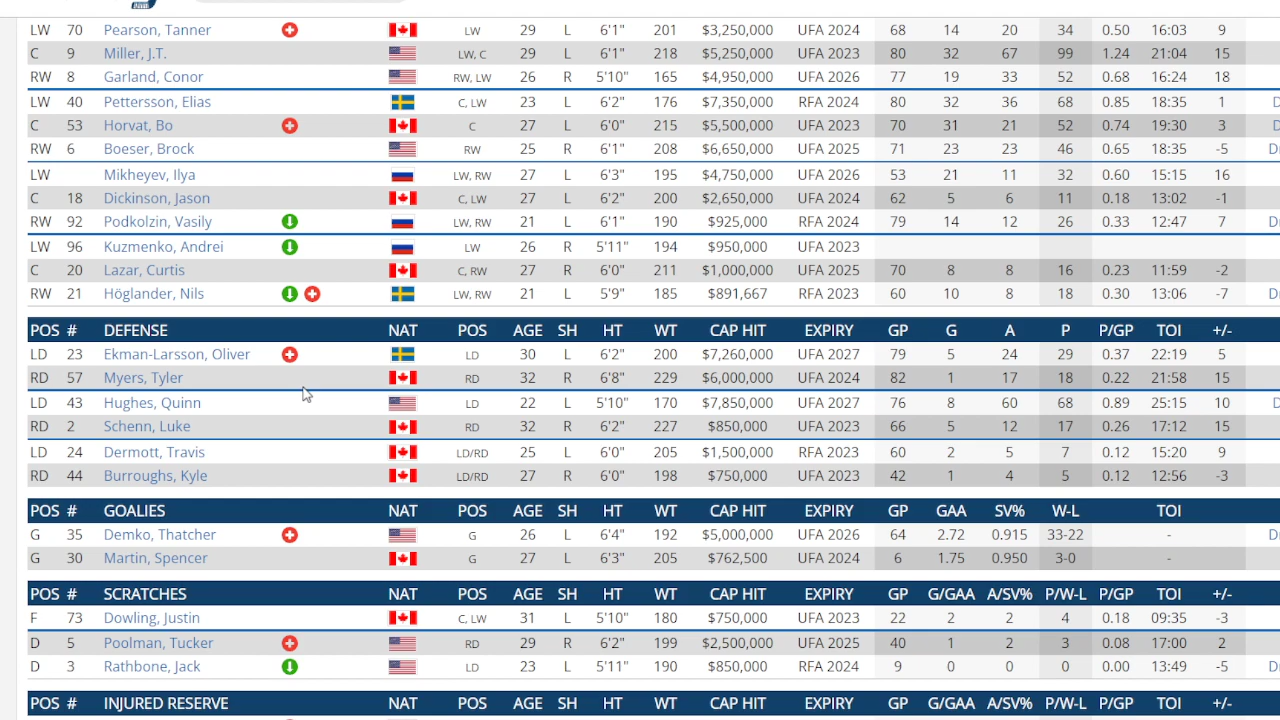 LW 70 Pearson, Tanner LW 29 L 6'1" 201 $3,250,000 UFA 2024 68 14 20 34 0.50 16:03 9
C 9 Miller, J.T. LW, C 29 L 6'1" $5,250,000 UFA 2023 80 32 67 99 1.24 21:05 15
RW 8 Garland, Conor RW, LW 26 5'10" $4,950,000 UFA 2026 77 19 33 52 0.68 16:24 18
LW 40 Pettersson, Elias C, LW 23 L 6'2" 176 $7,350,000 RFA 2024 80 32 36 68 0.85 18:35 1 D
C 53 Horvat, Bo C 27 L 6'0" 215 $5,500,000 UFA 2023 70 31 21 52 0.74 19:30 3 D
RW 6 Boeser, Brock RW 25 R 6'1" $6,650,000 UFA 2025 71 23 23 46 0.65 18:35 -5 D
LW Mikheyev, Ilya LW, RW 27 L 6'3" 195 $4,750,000 UFA 2026 53 21 11 32 0.60 15:15 16
C 18 Dickinson, Jason C, LW 27 L 6'2" 200 $2,650,000 UFA 2024 62 5 6 11 0.18 13:02 -1
RW 92 Podkolzin, Vasily LW, RW 21 L 6'1" 190 $925,000 RFA 2024 79 14 12 26 0.33 12:47 7
LW 96 Kuzmenko, Andrei LW 26 R 5'11" 194 $950,000 UFA 2023
C 20 Lazar, Curtis C, RW 27 R 6'0" 211 $1,000,000 UFA 2025 70 8 8 16 0.23 11:59 -2
RW 21 Höglander, Nils LW, RW 21 L 5'9" 185 $891,667 RFA 2023 60 10 8 18 0.30 13:06 -7 D
POS # DEFENSE NAT POS AGE SH HT WT CAP HIT EXPIRY GP G A P P/GP TOI +/-
LD 23 Ekman-Larsson, Oliver LD 30 L 6'2" 200 $7,260,000 UFA 2027 79 5 24 29 0.37 22:19 5
RD 57 Myers, Tyler RD 32 R 6'8" 229 $6,000,000 UFA 2024 82 1 17 18 0.22 21:58 15
LD 43 Hughes, Quinn LD 22 L 5'10" $7,850,000 UFA 2027 76 8 60 68 0.89 25:15 10 D
RD 2 Schenn, Luke RD 32 R 6'2" 227 $850,000 UFA 2023 66 5 12 17 0.26 17:12 15
LD 24 Dermott, Travis LD/RD 25 L 6'0" 205 $1,500,000 RFA 2023 60 2 5 7 0.12 15:20 9
RD 44 Burroughs, Kyle LD/RD 27 R 6'0" 198 $750,000 UFA 2023 42 1 4 5 0.12 12:56 -3
POS # GOALIES NAT POS AGE SH HT WT CAP HIT EXPIRY GP GAA SV% W-L TOI
G 35 Demko, Thatcher G 26 L 6'4" 192 $5,000,000 UFA 2026 64 2.72 0.915 33-22 - D
G 30 Martin, Spencer G 27 L 6'3" 205 $762,500 UFA 2024 6 1.75 0.950 3-0 -
POS # SCRATCHES NAT POS AGE SH HT WT CAP HIT EXPIRY GP G/GAA A/SV% P/W-L P/GP TOI +/-
F 73 Dowling, Justin C, LW 31 L 5'10" 180 $750,000 UFA 2023 22 2 2 4 0.18 09:35 -3
D 5 Poolman, Tucker RD 29 R 6'2" 199 $2,500,000 UFA 2025 40 1 2 3 0.08 17:00 2
D 3 Rathbone, Jack LD 23 L 5'11" $850,000 RFA 2024 9 0 0 0 0.00 13:49 -5
POS # INJURED RESERVE NAT POS AGE SH HT WT CAP HIT EXPIRY GP G/GAA A/SV% P/W-L P/GP TOI +/-